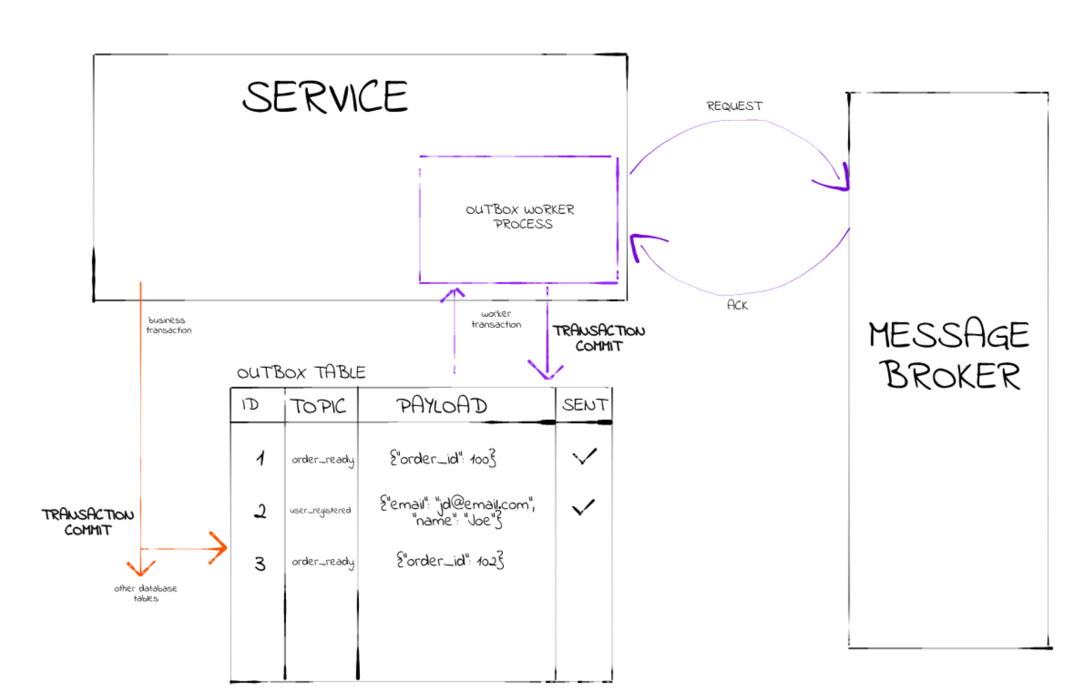 SERVICE
REQUEST
OUTBOX WORKER
PROCESS
ACK
business
transaction
worker
transaction
TRANSACTION
COMMIT
MESSAGE
BROKER
OUTBOX TABLE
ID TOPIC PAYLOAD SENT
1 order_ready {"order_id": 100} ✓
2 user_registered {"email": "jd@email.com",
"name": "Joe"} ✓
3 order_ready {"order_id": 102}
TRANSACTION
COMMIT
other database
tables